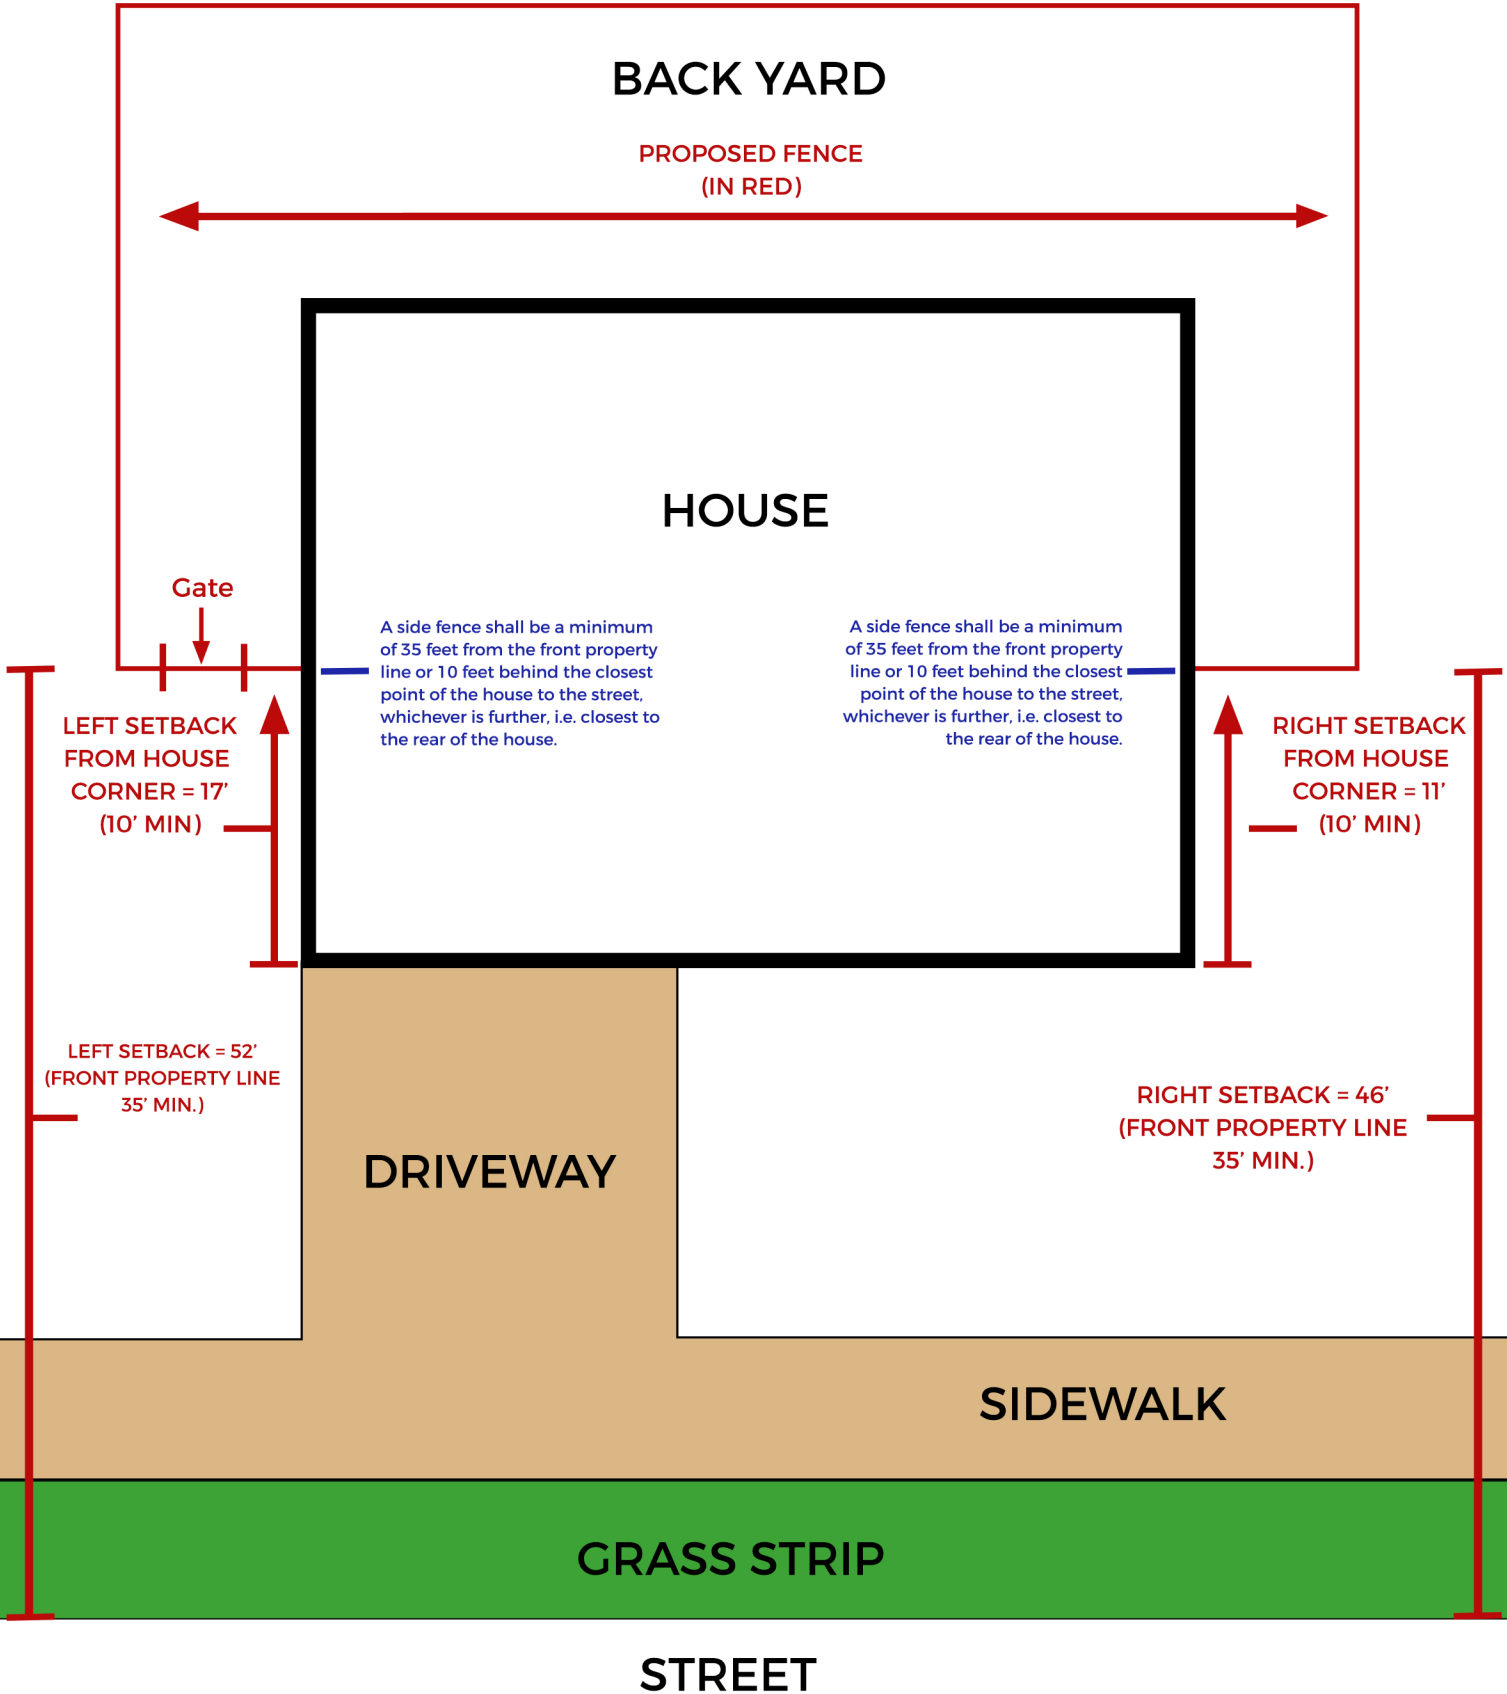 BACK YARD
PROPOSED FENCE
(IN RED)
HOUSE
Gate
A side fence shall be a minimum
of 35 feet from the front property
line or 10 feet behind the closest
point of the house to the street,
whichever is further, i.e. closest to
the rear of the house.
A side fence shall be a minimum
of 35 feet from the front property
line or 10 feet behind the closest
point of the house to the street,
whichever is further, i.e. closest to
the rear of the house.
LEFT SETBACK
FROM HOUSE
CORNER = 17’
(10’ MIN)
RIGHT SETBACK
FROM HOUSE
CORNER = 11’
(10’ MIN)
LEFT SETBACK = 52’
(FRONT PROPERTY LINE
35’ MIN.)
RIGHT SETBACK = 46’
(FRONT PROPERTY LINE
35’ MIN.)
DRIVEWAY
SIDEWALK
GRASS STRIP
STREET